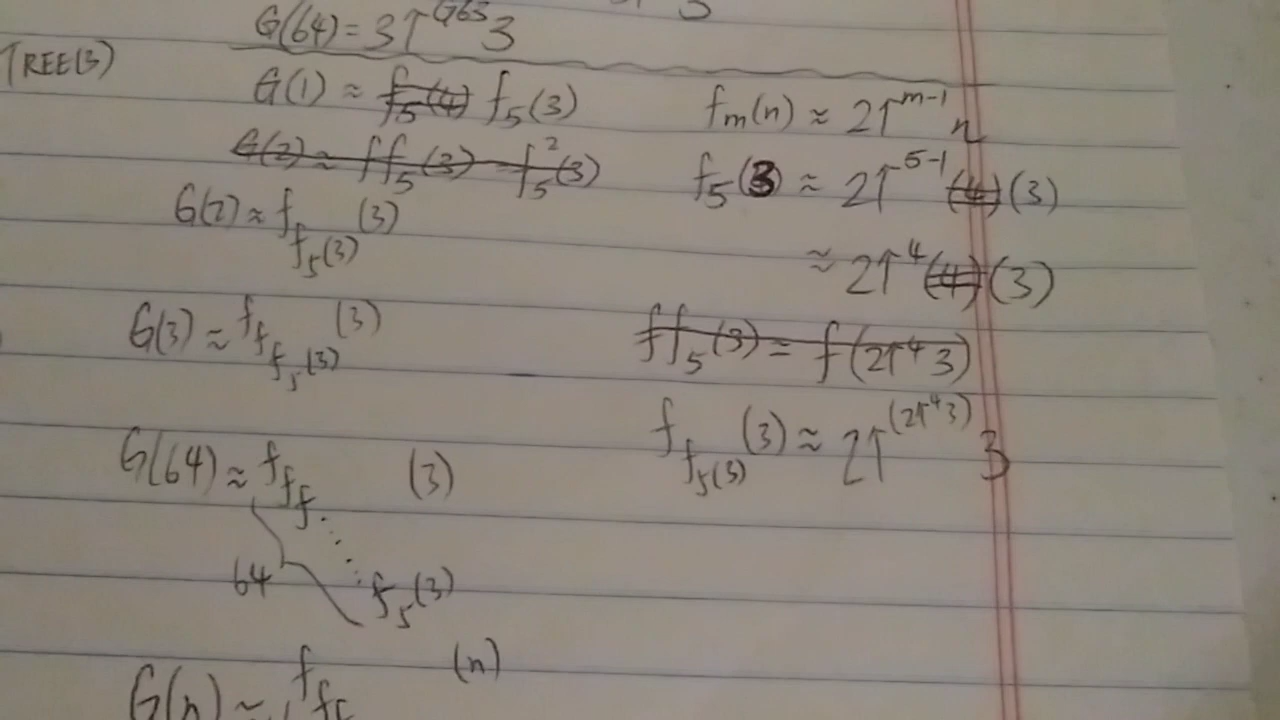 G(64) = 3↑^G63 3
TREE(3)
G(1) ≈ f_5(4) f_5(3)
f_m(n) ≈ 2↑^(m-1) n
G(2) ≈ ff_5(3) = f_5^2(3)
f_5(3 ≈ 2↑^(5-1) (4)(3)
G(2) ≈ f_f_5(3) (3)
≈ 2↑^4 (4)(3)
G(3) ≈ f_f_f_5(3) (3)
ff_5(3) = f(2↑^4 3)
f_f_5(3) (3) ≈ 2↑^(2↑^4 3) 3
G(64) ≈ f_f_f (3)
64
f_5(3)
G(n) ≈ f_f_f (n)